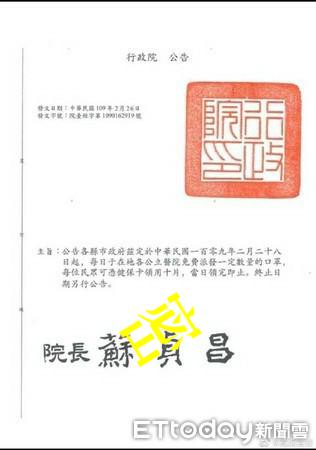 行政院　公告
行政院印
發文日期：中華民國109年2月26日
發文字號：院臺經字第1090162919號
主旨：公告各縣市政府茲定於中華民國一百零九年二月二十八
日起，每日于在地各公立醫院免費派發一定數量的口罩，
每位民眾可憑健保卡領用十片，當日領完即止。終止日
期另行公告。
院長 蘇貞昌
ETtoday新聞雲